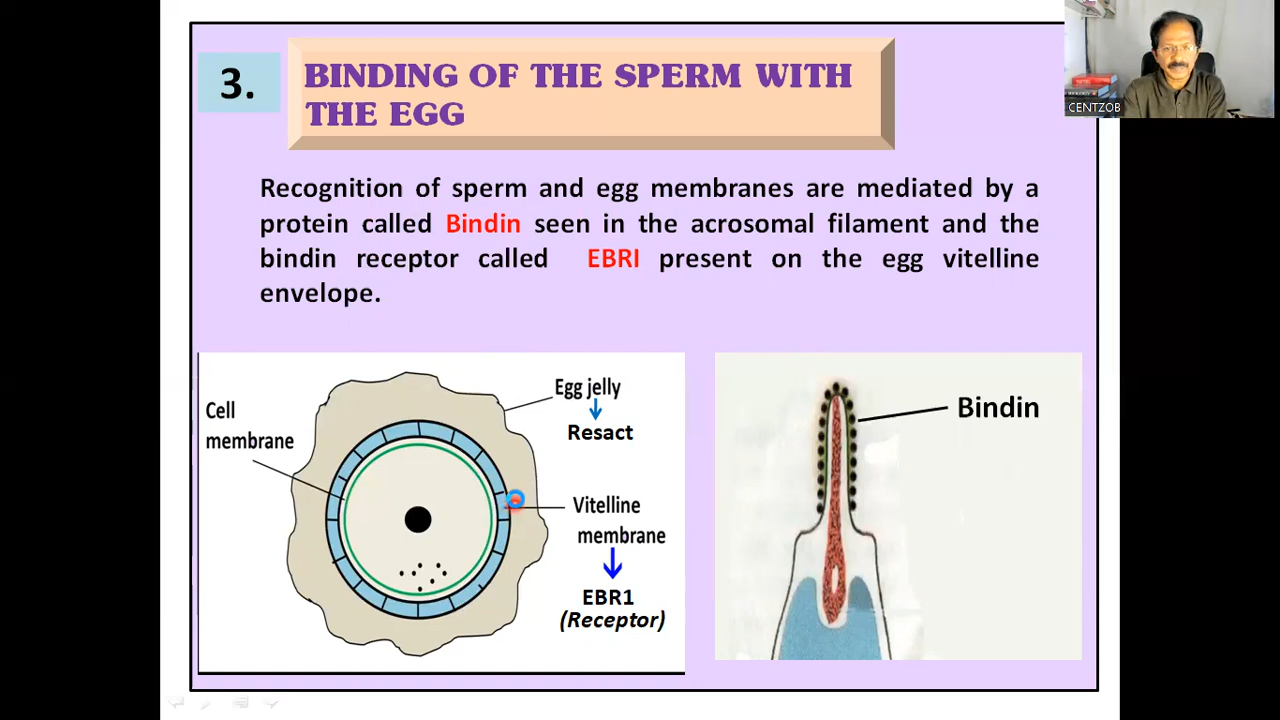 3.
BINDING OF THE SPERM WITH
THE EGG
CENTZOB
Recognition of sperm and egg membranes are mediated by a
protein called Bindin seen in the acrosomal filament and the
bindin receptor called EBRI present on the egg vitelline
envelope.
Cell
membrane
Egg jelly
Resact
Vitelline
membrane
EBR1
(Receptor)
Bindin